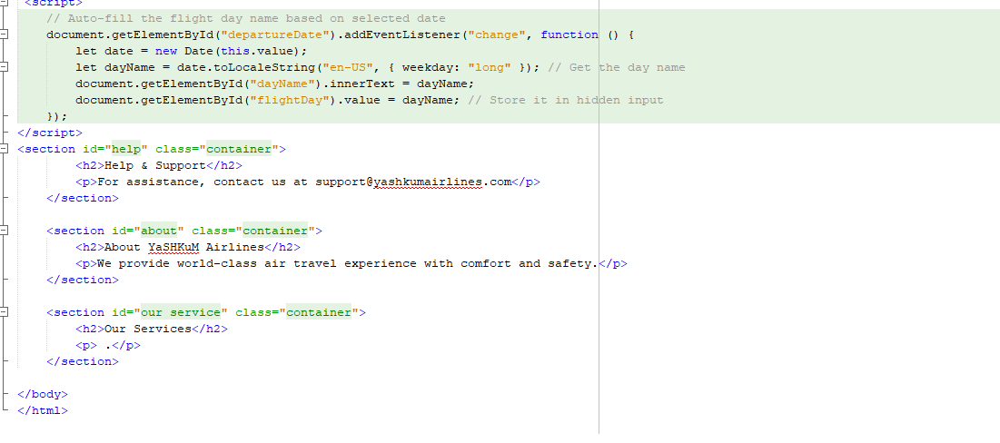 <script>
// Auto-fill the flight day name based on selected date
document.getElementById("departureDate").addEventListener("change", function () {
let date = new Date(this.value);
let dayName = date.toLocaleString("en-US", { weekday: "long" }); // Get the day name
document.getElementById("dayName").innerText = dayName;
document.getElementById("flightDay").value = dayName; // Store it in hidden input
});
</script>
<section id="help" class="container">
<h2>Help & Support</h2>
<p>For assistance, contact us at support@yashkumairlines.com</p>
</section>
<section id="about" class="container">
<h2>About YaSHKuM Airlines</h2>
<p>We provide world-class air travel experience with comfort and safety.</p>
</section>
<section id="our service" class="container">
<h2>Our Services</h2>
<p> .</p>
</section>
</body>
</html>